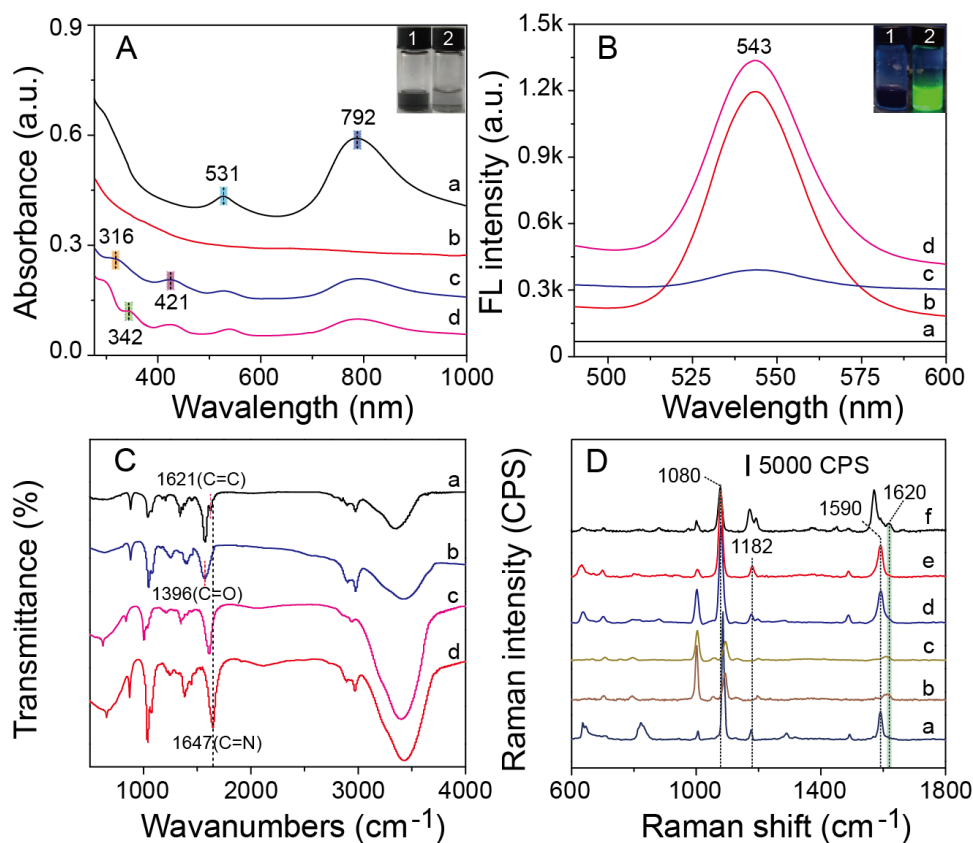 A
1 2
0.9
0.6
0.3
0.0
Absorbance (a.u.)
792
531
316
421
342
a
b
c
d
400 600 800 1000
Wavalength (nm)
B
1 2
1.5k
1.2k
0.9k
0.6k
0.3k
0
FL intensity (a.u.)
543
d
c
b
a
500 525 550 575 600
Wavelength (nm)
C
Transmittance (%)
1621(C=C)
a
b
1396(C=O)
c
d
1647(C=N)
1000 2000 3000 4000
Wavanumbers (cm⁻¹)
D
Raman intensity (CPS)
5000 CPS
1080
1590
1620
1182
f
e
d
c
b
a
600 1000 1400 1800
Raman shift (cm⁻¹)